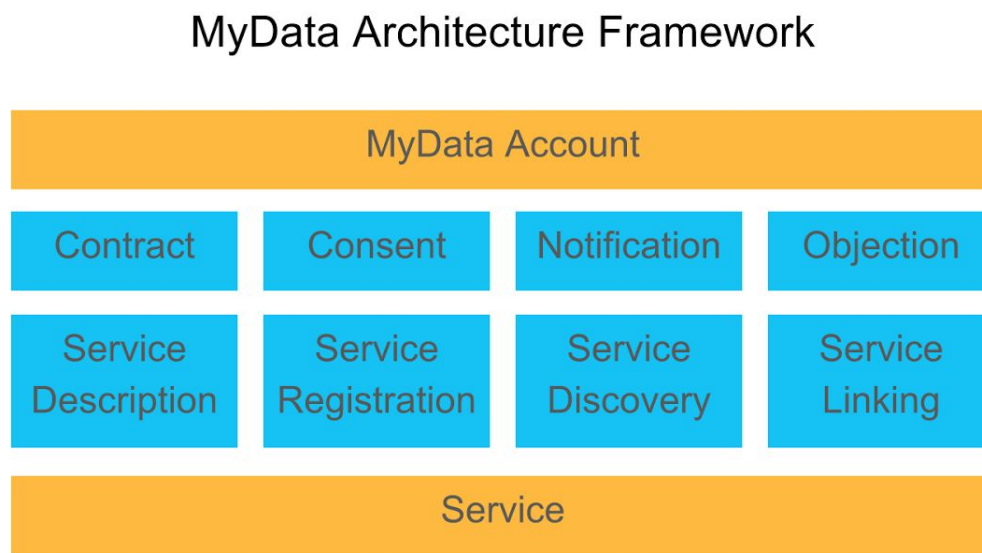 MyData Architecture Framework
MyData Account
Contract
Consent
Notification
Objection
Service
Description
Service
Registration
Service
Discovery
Service
Linking
Service